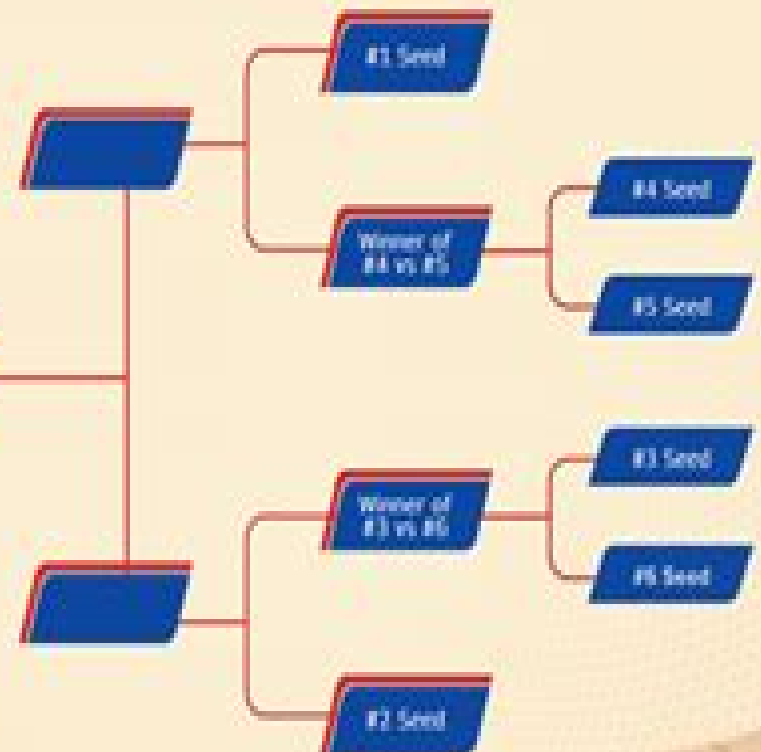 #1 Seed
#4 Seed
Winner of
#4 vs #5
#5 Seed
#3 Seed
Winner of
#3 vs #6
#6 Seed
#2 Seed